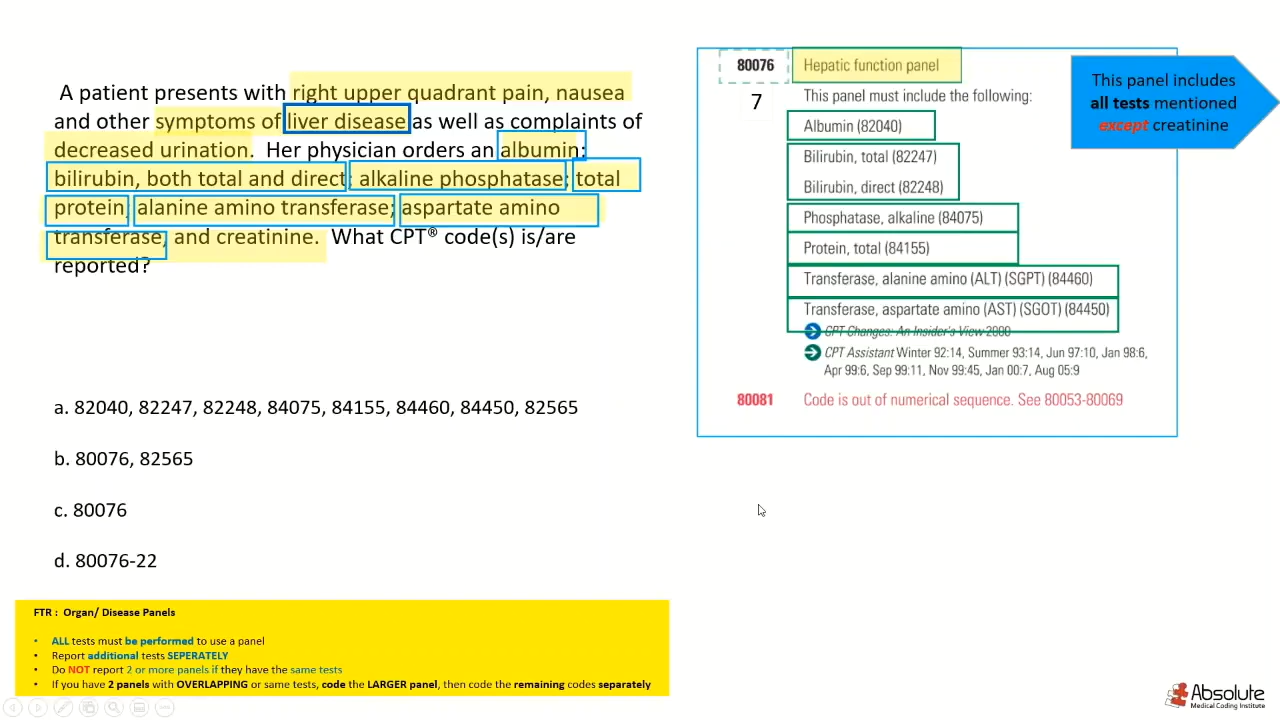 A patient presents with right upper quadrant pain, nausea
and other symptoms of liver disease as well as complaints of
decreased urination. Her physician orders an albumin;
bilirubin, both total and direct; alkaline phosphatase; total
protein, alanine amino transferase; aspartate amino
transferase, and creatinine. What CPT® code(s) is/are
reported?
a. 82040, 82247, 82248, 84075, 84155, 84460, 84450, 82565
b. 80076, 82565
c. 80076
d. 80076-22
FTR : Organ/ Disease Panels
• ALL tests must be performed to use a panel
• Report additional tests SEPERATELY
• Do NOT report 2 or more panels if they have the same tests
• If you have 2 panels with OVERLAPPING or same tests, code the LARGER panel, then code the remaining codes separately
80076 Hepatic function panel
7 This panel must include the following:
Albumin (82040)
Bilirubin, total (82247)
Bilirubin, direct (82248)
Phosphatase, alkaline (84075)
Protein, total (84155)
Transferase, alanine amino (ALT) (SGPT) (84460)
Transferase, aspartate amino (AST) (SGOT) (84450)
CPT Changes: An Insider's View 2000
CPT Assistant Winter 92:14, Summer 93:14, Jun 97:10, Jan 98:6,
Apr 99:6, Sep 99:11, Nov 99:45, Jan 00:7, Aug 05:9
80081 Code is out of numerical sequence. See 80053-80069
This panel includes
all tests mentioned
except creatinine
Absolute
Medical Coding Institute